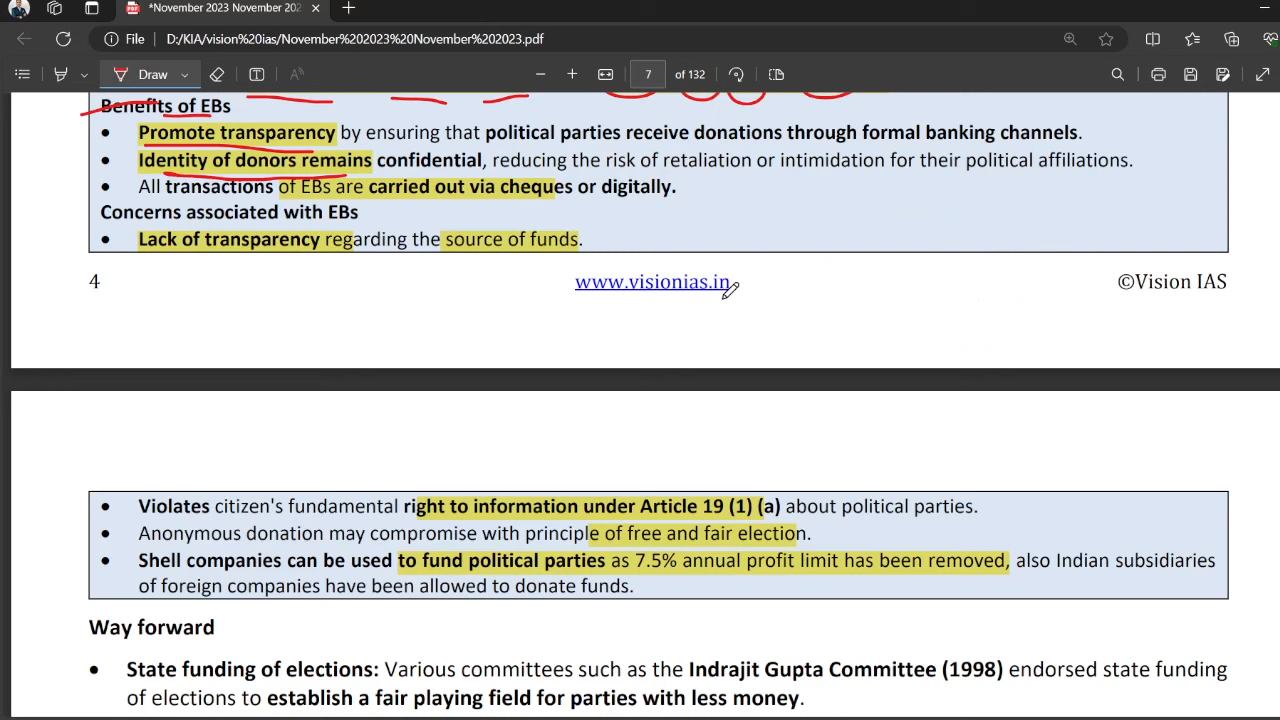 *November 2023 November 202
File D:/KIA/vision%20ias/November%202023%20November%202023.pdf
Draw 7 of 132
Benefits of EBs
• Promote transparency by ensuring that political parties receive donations through formal banking channels.
• Identity of donors remains confidential, reducing the risk of retaliation or intimidation for their political affiliations.
• All transactions of EBs are carried out via cheques or digitally.
Concerns associated with EBs
• Lack of transparency regarding the source of funds.
4 www.visionias.in ©Vision IAS
• Violates citizen's fundamental right to information under Article 19 (1) (a) about political parties.
• Anonymous donation may compromise with principle of free and fair election.
• Shell companies can be used to fund political parties as 7.5% annual profit limit has been removed, also Indian subsidiaries
of foreign companies have been allowed to donate funds.
Way forward
• State funding of elections: Various committees such as the Indrajit Gupta Committee (1998) endorsed state funding
of elections to establish a fair playing field for parties with less money.